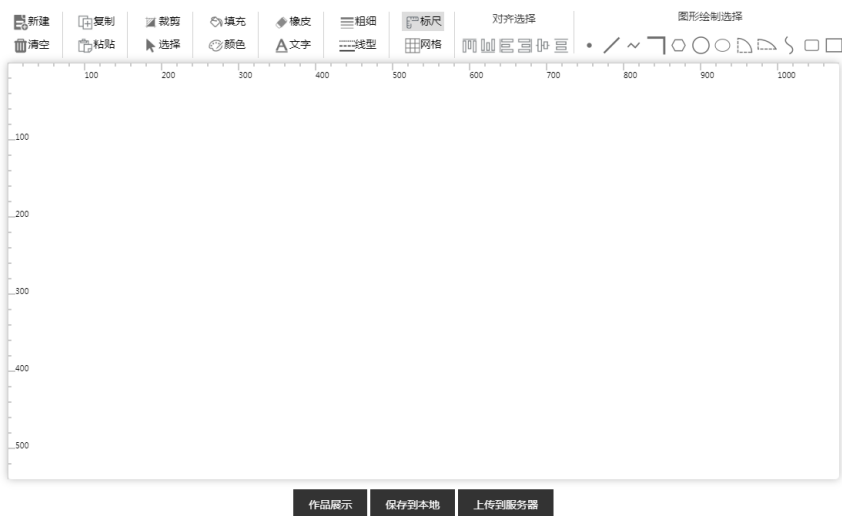 新建 复制 裁剪 填充 橡皮 粗细 标尺 对齐选择 图形绘制选择
清空 粘贴 选择 颜色 文字 线型 网格
100 200 300 400 500 600 700 800 900 1000
100
200
300
400
500
作品展示 保存到本地 上传到服务器